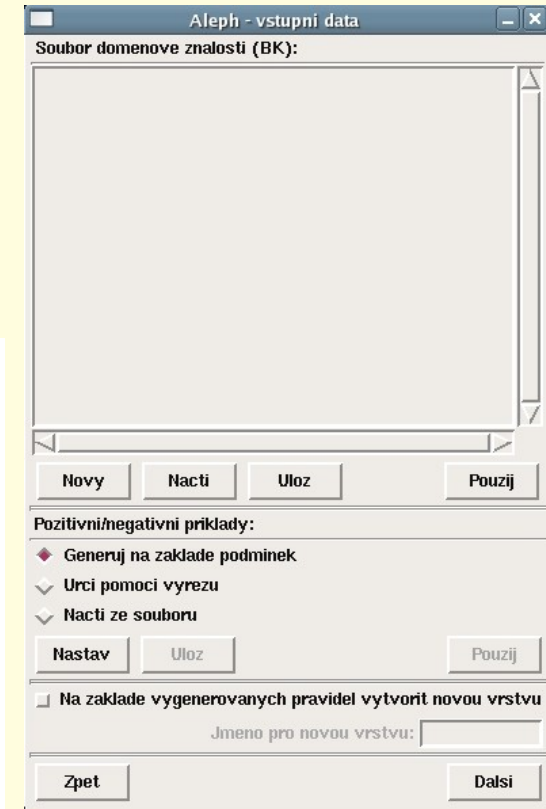 Aleph - vstupni data
Soubor domenove znalosti (BK):
Novy Nacti Uloz Pouzij
Pozitivni/negativni priklady:
Generuj na zaklade podminek
Urci pomoci vyrezu
Nacti ze souboru
Nastav Uloz Pouzij
Na zaklade vygenerovanych pravidel vytvorit novou vrstvu
Jmeno pro novou vrstvu:
Zpet Dalsi